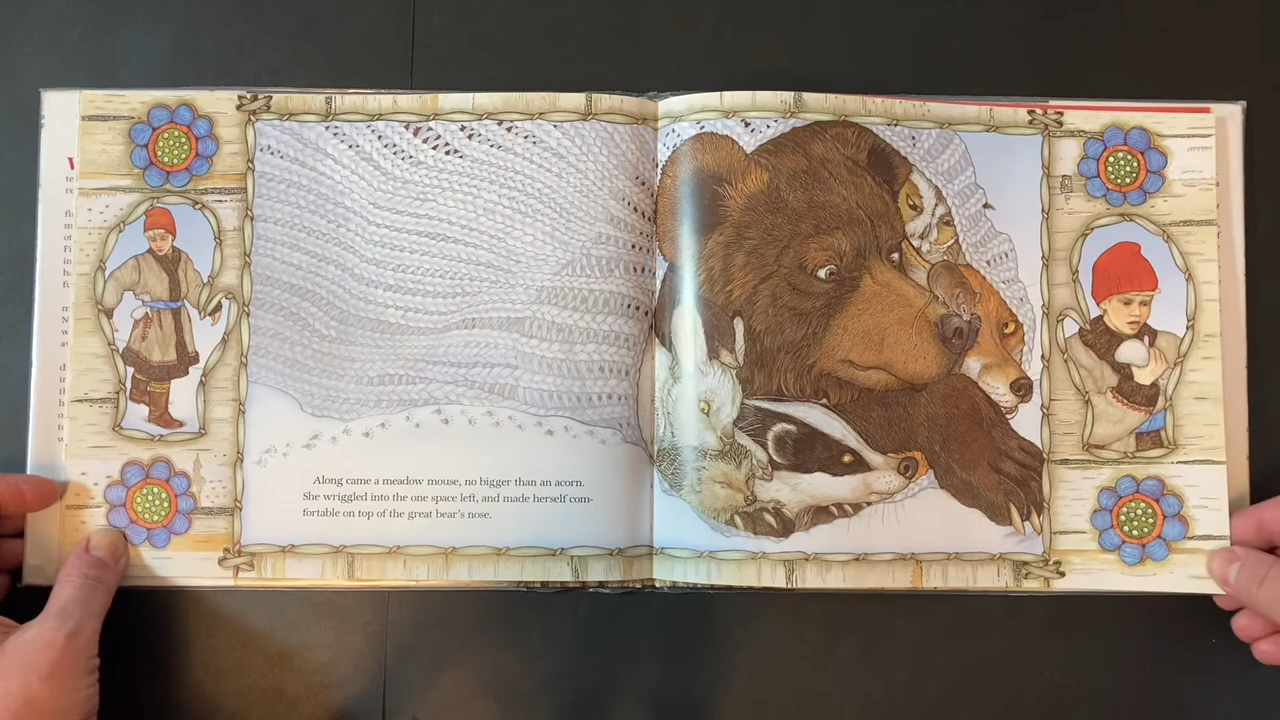 Along came a meadow mouse, no bigger than an acorn.
She wriggled into the one space left, and made herself com-
fortable on top of the great bear's nose.